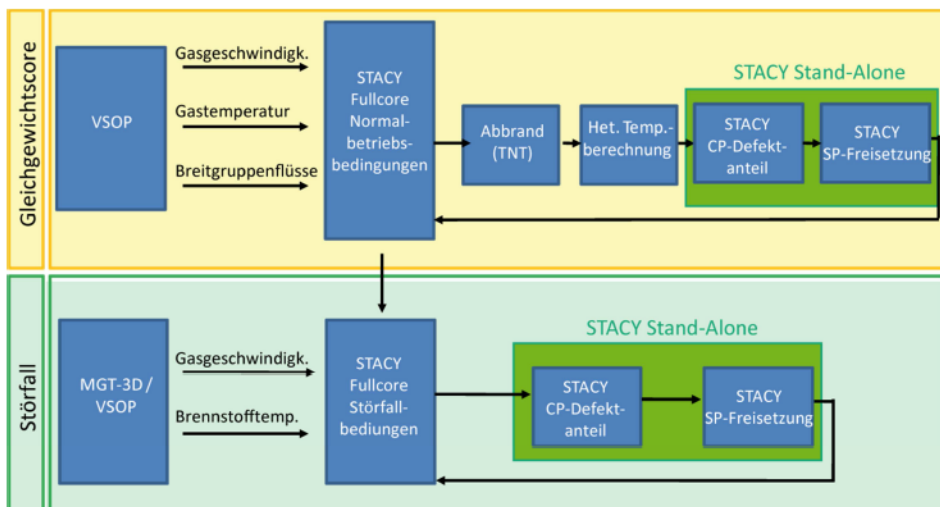 Gleichgewichtscore
VSOP
Gasgeschwindigk.
Gastemperatur
Breitgruppenflüsse
STACY
Fullcore
Normal-
betriebs-
bedingungen
Abbrand
(TNT)
Het. Temp.-
berechnung
STACY Stand-Alone
STACY
CP-Defekt-
anteil
STACY
SP-Freisetzung
Störfall
MGT-3D /
VSOP
Gasgeschwindigk.
Brennstofftemp.
STACY
Fullcore
Störfall-
bediungen
STACY Stand-Alone
STACY
CP-Defekt-
anteil
STACY
SP-Freisetzung